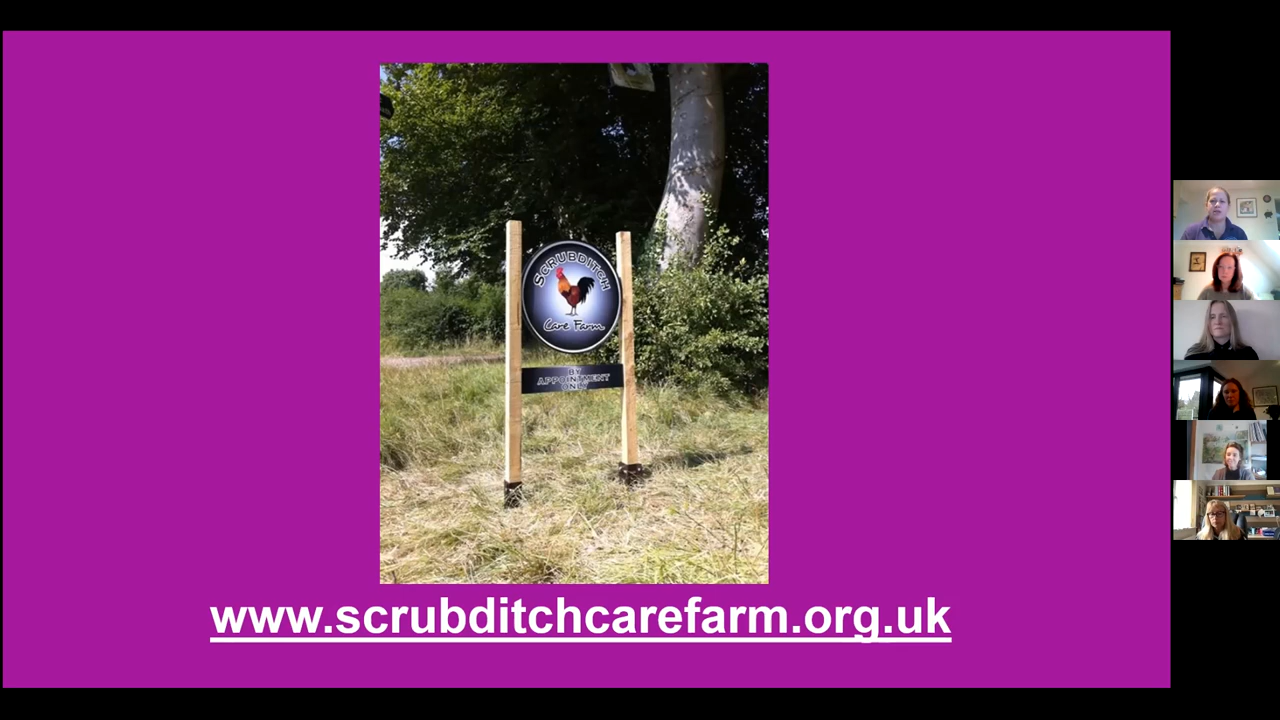 SCRUBDITCH
Care Farm
BY
APPOINTMENT
ONLY
www.scrubditchcarefarm.org.uk